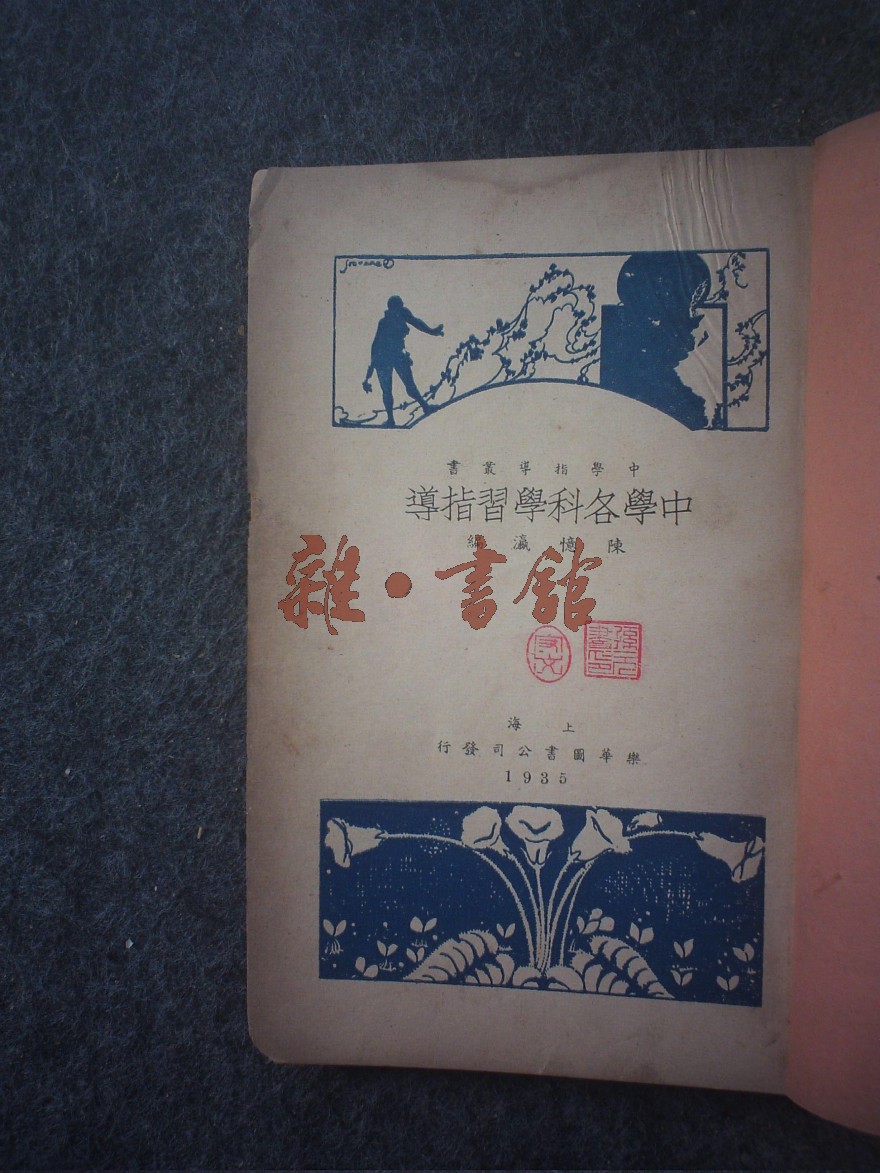 中學指導叢書
中學各科學習指導
陳憶瀛編
雜·書館
上海
樂華圖書公司發行
1935